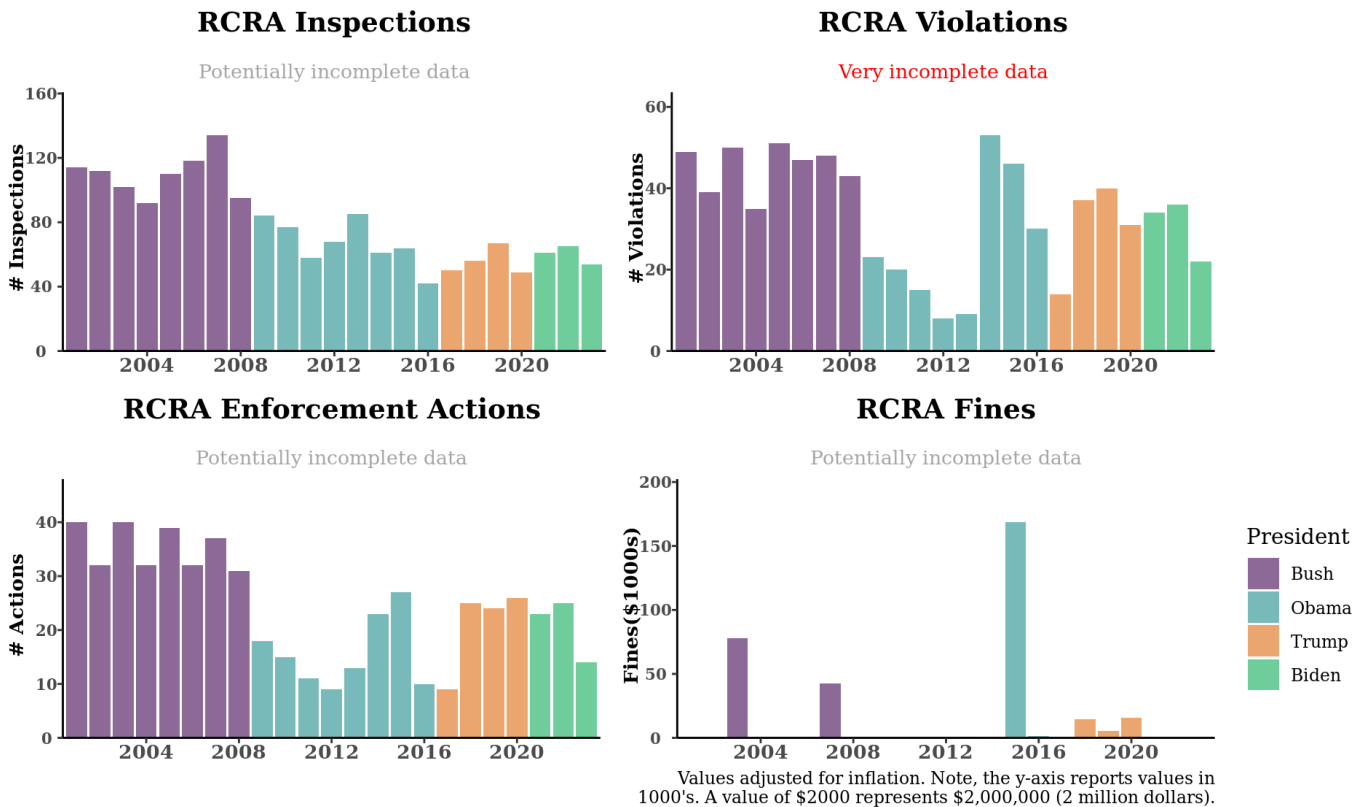 RCRA Inspections
Potentially incomplete data
# Inspections
160
120
80
40
0
2004
2008
2012
2016
2020
RCRA Violations
Very incomplete data
# Violations
60
40
20
0
2004
2008
2012
2016
2020
RCRA Enforcement Actions
Potentially incomplete data
# Actions
40
30
20
10
0
2004
2008
2012
2016
2020
RCRA Fines
Potentially incomplete data
Fines($1000s)
200
150
100
50
0
2004
2008
2012
2016
2020
Values adjusted for inflation. Note, the y-axis reports values in
1000's. A value of $2000 represents $2,000,000 (2 million dollars).
President
Bush
Obama
Trump
Biden